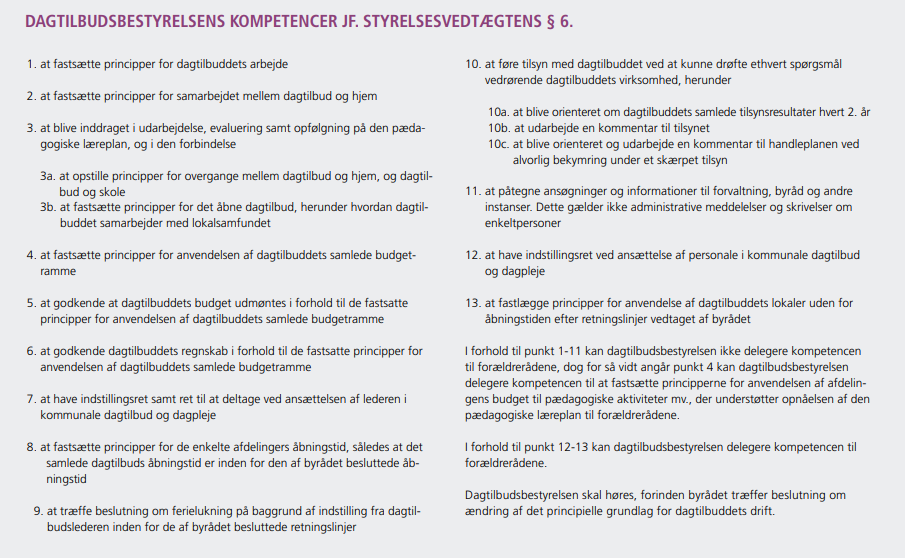 DAGTILBUDSBESTYRELSENS KOMPETENCER JF. STYRELSESVEDTÆGTENS § 6.
1. at fastsætte principper for dagtilbuddets arbejde
2. at fastsætte principper for samarbejdet mellem dagtilbud og hjem
3. at blive inddraget i udarbejdelse, evaluering samt opfølgning på den pæda-
gogiske læreplan, og i den forbindelse
3a. at opstille principper for overgange mellem dagtilbud og hjem, og dagtil-
bud og skole
3b. at fastsætte principper for det åbne dagtilbud, herunder hvordan dagtil-
buddet samarbejder med lokalsamfundet
4. at fastsætte principper for anvendelsen af dagtilbuddets samlede budget-
ramme
5. at godkende at dagtilbuddets budget udmøntes i forhold til de fastsatte
principper for anvendelsen af dagtilbuddets samlede budgetramme
6. at godkende dagtilbuddets regnskab i forhold til de fastsatte principper for
anvendelsen af dagtilbuddets samlede budgetramme
7. at have indstillingsret samt ret til at deltage ved ansættelsen af lederen i
kommunale dagtilbud og dagpleje
8. at fastsætte principper for de enkelte afdelingers åbningstid, således at det
samlede dagtilbuds åbningstid er inden for den af byrådet besluttede åb-
ningstid
9. at træffe beslutning om ferielukning på baggrund af indstilling fra dagtil-
budslederen inden for de af byrådet besluttede retningslinjer
10. at føre tilsyn med dagtilbuddet ved at kunne drøfte ethvert spørgsmål
vedrørende dagtilbuddets virksomhed, herunder
10a. at blive orienteret om dagtilbuddets samlede tilsynsresultater hvert 2. år
10b. at udarbejde en kommentar til tilsynet
10c. at blive orienteret og udarbejde en kommentar til handleplanen ved
alvorlig bekymring under et skærpet tilsyn
11. at påtegne ansøgninger og informationer til forvaltning, byråd og andre
instanser. Dette gælder ikke administrative meddelelser og skrivelser om
enkeltpersoner
12. at have indstillingsret ved ansættelse af personale i kommunale dagtilbud
og dagpleje
13. at fastlægge principper for anvendelse af dagtilbuddets lokaler uden for
åbningstiden efter retningslinjer vedtaget af byrådet
I forhold til punkt 1-11 kan dagtilbudsbestyrelsen ikke delegere kompetencen
til forældrerådene, dog for så vidt angår punkt 4 kan dagtilbudsbestyrelsen
delegere kompetencen til at fastsætte principperne for anvendelsen af afdelin-
gens budget til pædagogiske aktiviteter mv., der understøtter opnåelsen af den
pædagogiske læreplan til forældrerådene.
I forhold til punkt 12-13 kan dagtilbudsbestyrelsen delegere kompetencen til
forældrerådene.
Dagtilbudsbestyrelsen skal høres, forinden byrådet træffer beslutning om
ændring af det principielle grundlag for dagtilbuddets drift.